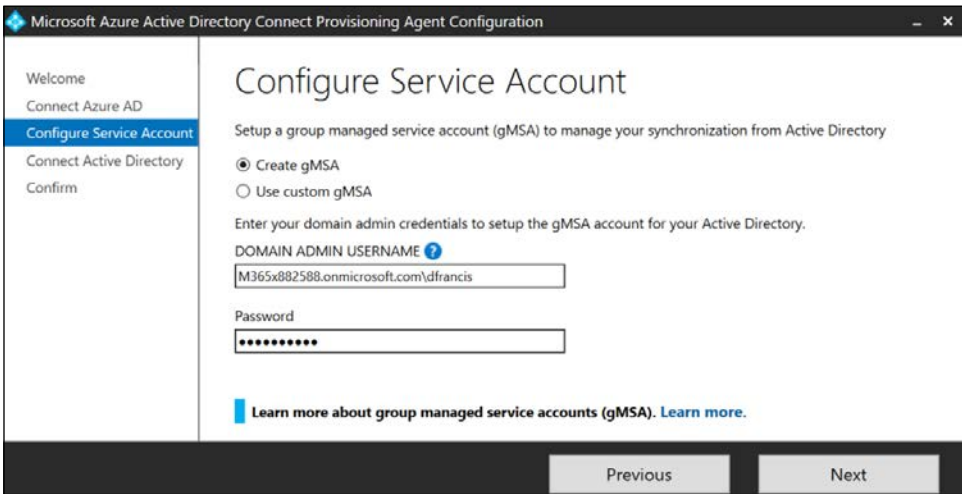 Microsoft Azure Active Directory Connect Provisioning Agent Configuration
Welcome
Connect Azure AD
Configure Service Account
Connect Active Directory
Confirm
Configure Service Account
Setup a group managed service account (gMSA) to manage your synchronization from Active Directory
Create gMSA
Use custom gMSA
Enter your domain admin credentials to setup the gMSA account for your Active Directory.
DOMAIN ADMIN USERNAME ?
M365x882588.onmicrosoft.com\dfrancis
Password
••••••••••
Learn more about group managed service accounts (gMSA). Learn more.
Previous
Next